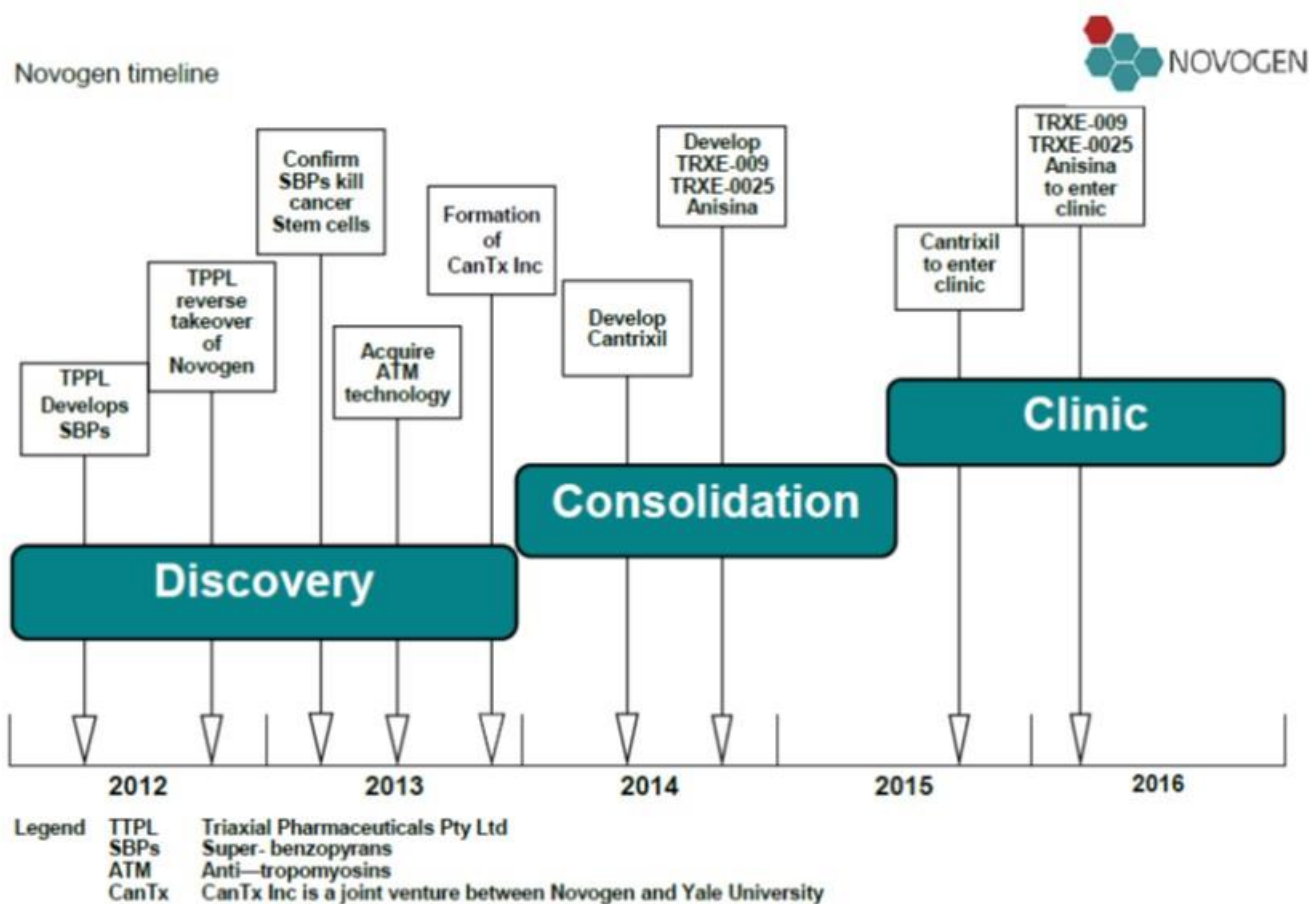 Novogen timeline
NOVOGEN
TPPL
Develops
SBPs
TPPL
reverse
takeover
of
Novogen
Confirm
SBPs kill
cancer
Stem cells
Acquire
ATM
technology
Formation
of
CanTx Inc
Develop
Cantrixil
Develop
TRXE-009
TRXE-0025
Anisina
Cantrixil
to enter
clinic
TRXE-009
TRXE-0025
Anisina
to enter
clinic
Discovery
Consolidation
Clinic
2012 2013 2014 2015 2016
Legend TTPL Triaxial Pharmaceuticals Pty Ltd
SBPs Super- benzopyrans
ATM Anti—tropomyosins
CanTx CanTx Inc is a joint venture between Novogen and Yale University